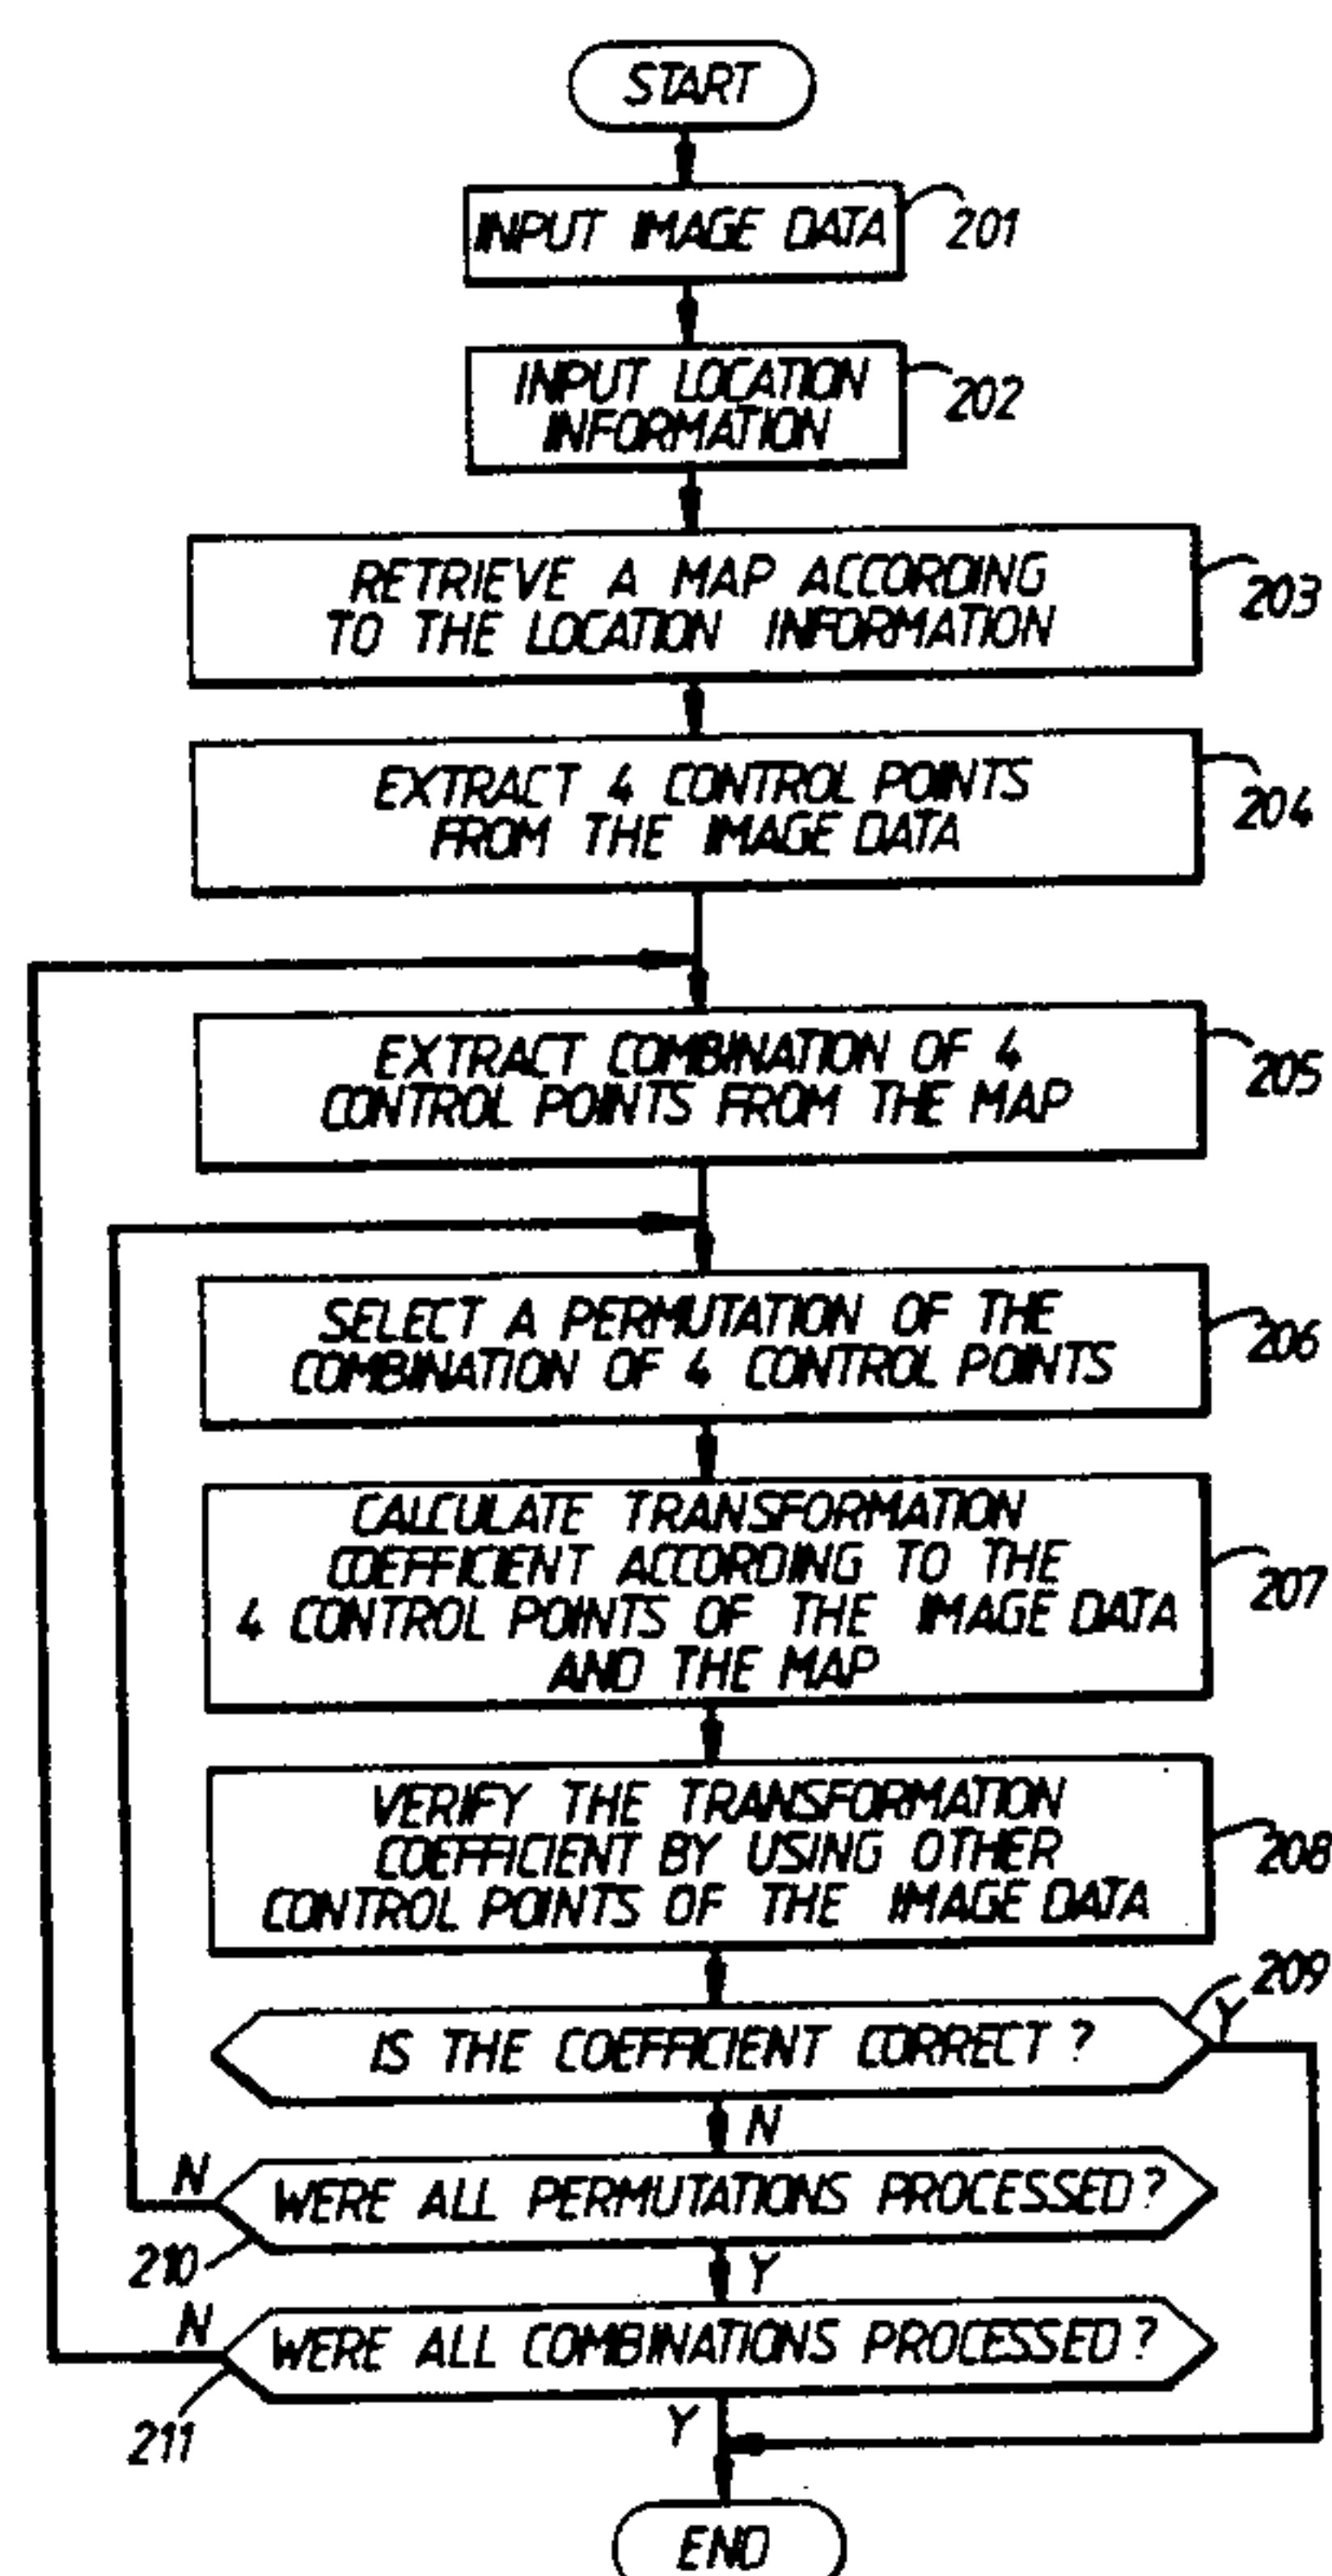 START
INPUT IMAGE DATA
201
INPUT LOCATION
INFORMATION
202
RETRIEVE A MAP ACCORDING
TO THE LOCATION INFORMATION
203
EXTRACT 4 CONTROL POINTS
FROM THE IMAGE DATA
204
EXTRACT COMBINATION OF 4
CONTROL POINTS FROM THE MAP
205
SELECT A PERMUTATION OF THE
COMBINATION OF 4 CONTROL POINTS
206
CALCULATE TRANSFORMATION
COEFFICIENT ACCORDING TO THE
4 CONTROL POINTS OF THE IMAGE DATA
AND THE MAP
207
VERIFY THE TRANSFORMATION
COEFFICIENT BY USING OTHER
CONTROL POINTS OF THE IMAGE DATA
208
209
Y
IS THE COEFFICIENT CORRECT?
N
N
WERE ALL PERMUTATIONS PROCESSED?
210
Y
N
WERE ALL COMBINATIONS PROCESSED?
211
Y
END